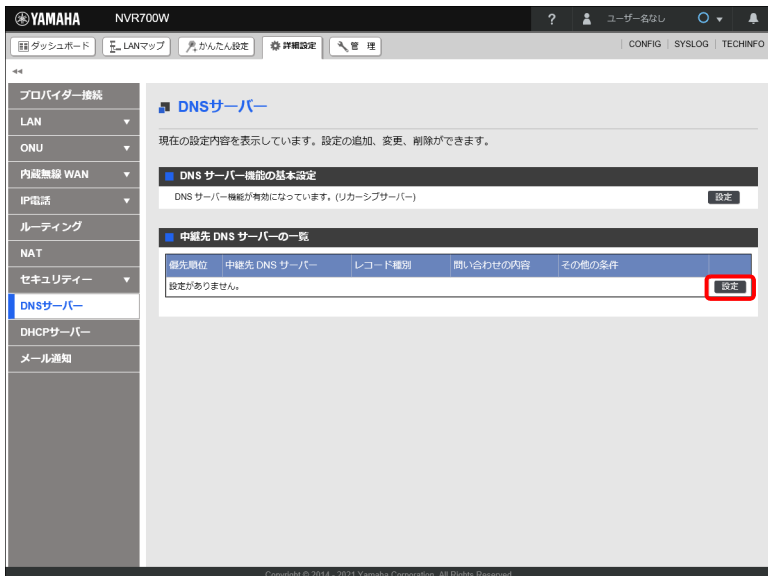 YAMAHA NVR700W ? ユーザー名なし
ダッシュボード LANマップ かんたん設定 詳細設定 管 理 CONFIG SYSLOG TECHINFO
プロバイダー接続
LAN
ONU
内蔵無線 WAN
IP電話
ルーティング
NAT
セキュリティー
DNSサーバー
DHCPサーバー
メール通知
DNSサーバー
現在の設定内容を表示しています。設定の追加、変更、削除ができます。
DNS サーバー機能の基本設定
DNS サーバー機能が有効になっています。(リカーシブサーバー) 設定
中継先 DNS サーバーの一覧
優先順位 中継先 DNS サーバー レコード種別 問い合わせの内容 その他の条件
設定がありません。 設定
Copyright © 2014 - 2021 Yamaha Corporation. All Rights Reserved.